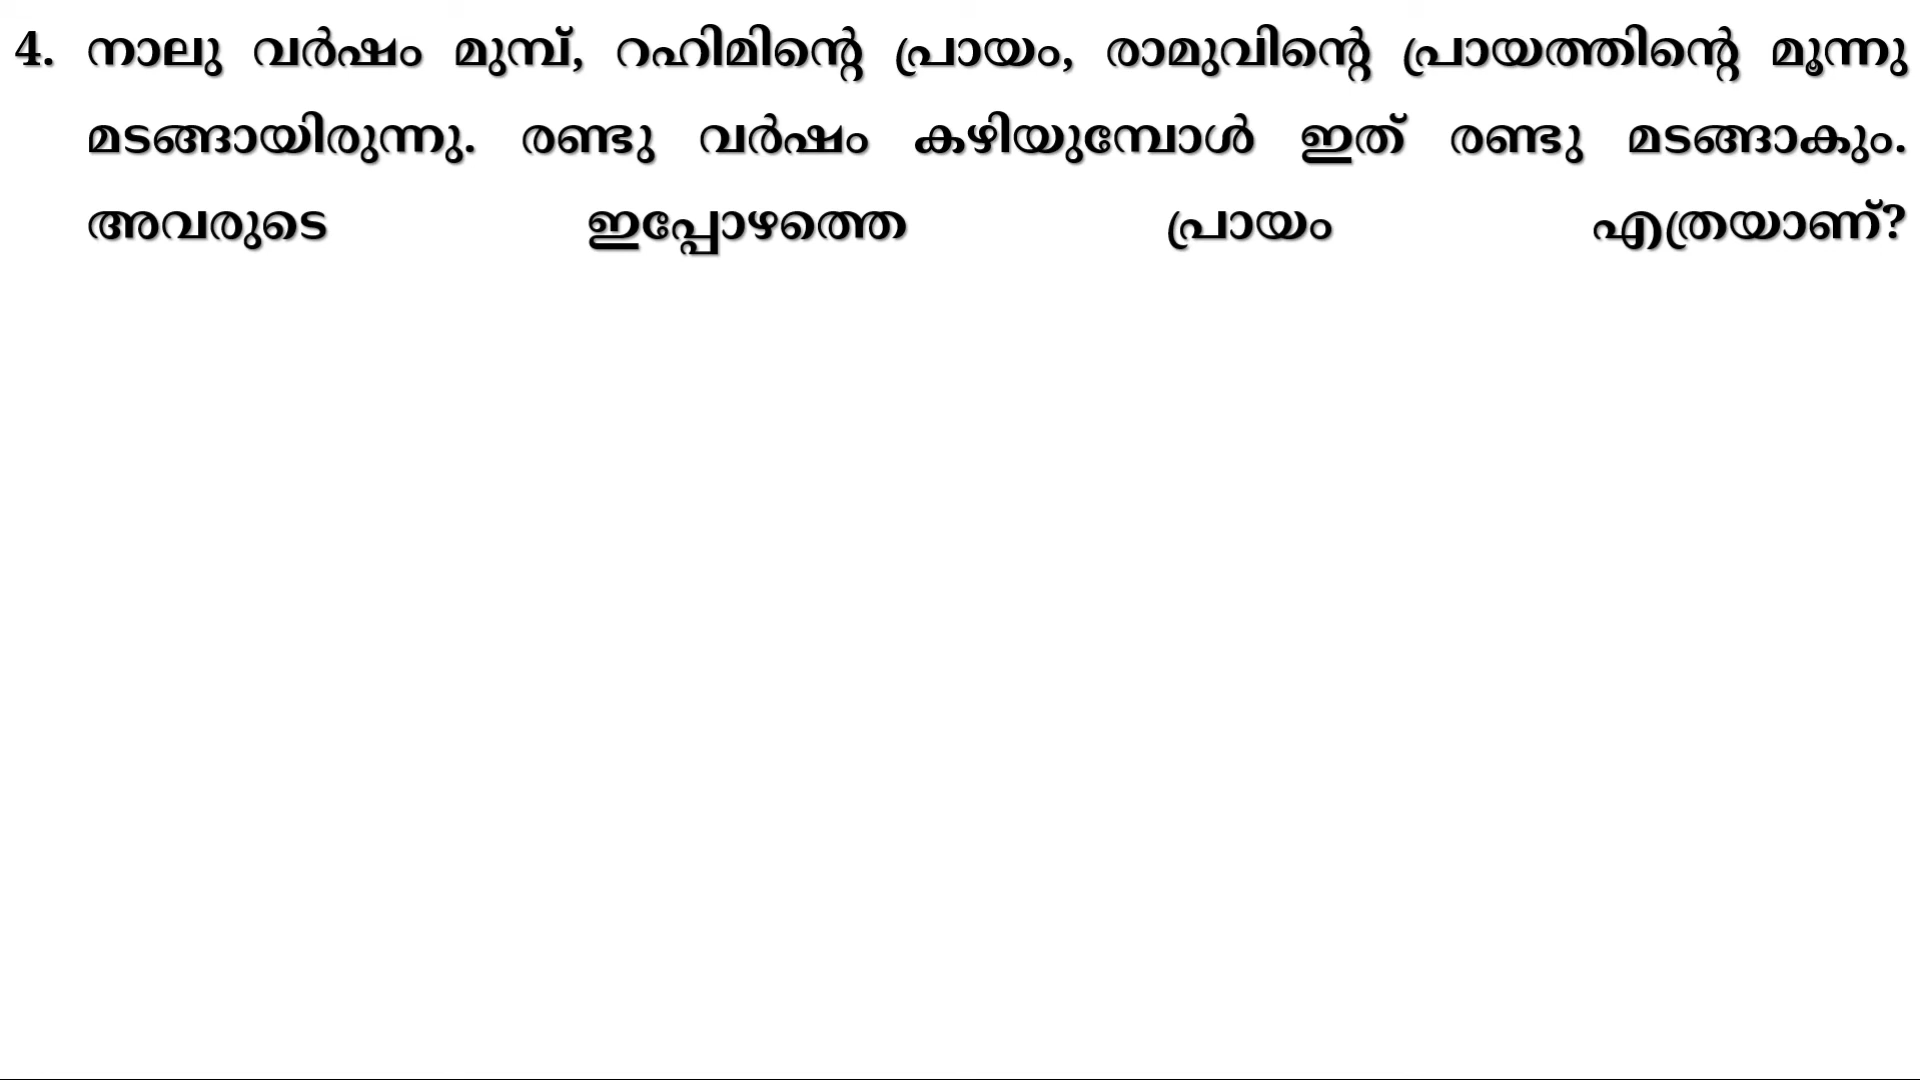 4. നാലു വർഷം മുമ്പ്, റഹിമിന്റെ പ്രായം, രാമുവിന്റെ പ്രായത്തിന്റെ മൂന്നു
മടങ്ങായിരുന്നു. രണ്ടു വർഷം കഴിയുമ്പോൾ ഇത് രണ്ടു മടങ്ങാകും.
അവരുടെ ഇപ്പോഴത്തെ പ്രായം എത്രയാണ്?